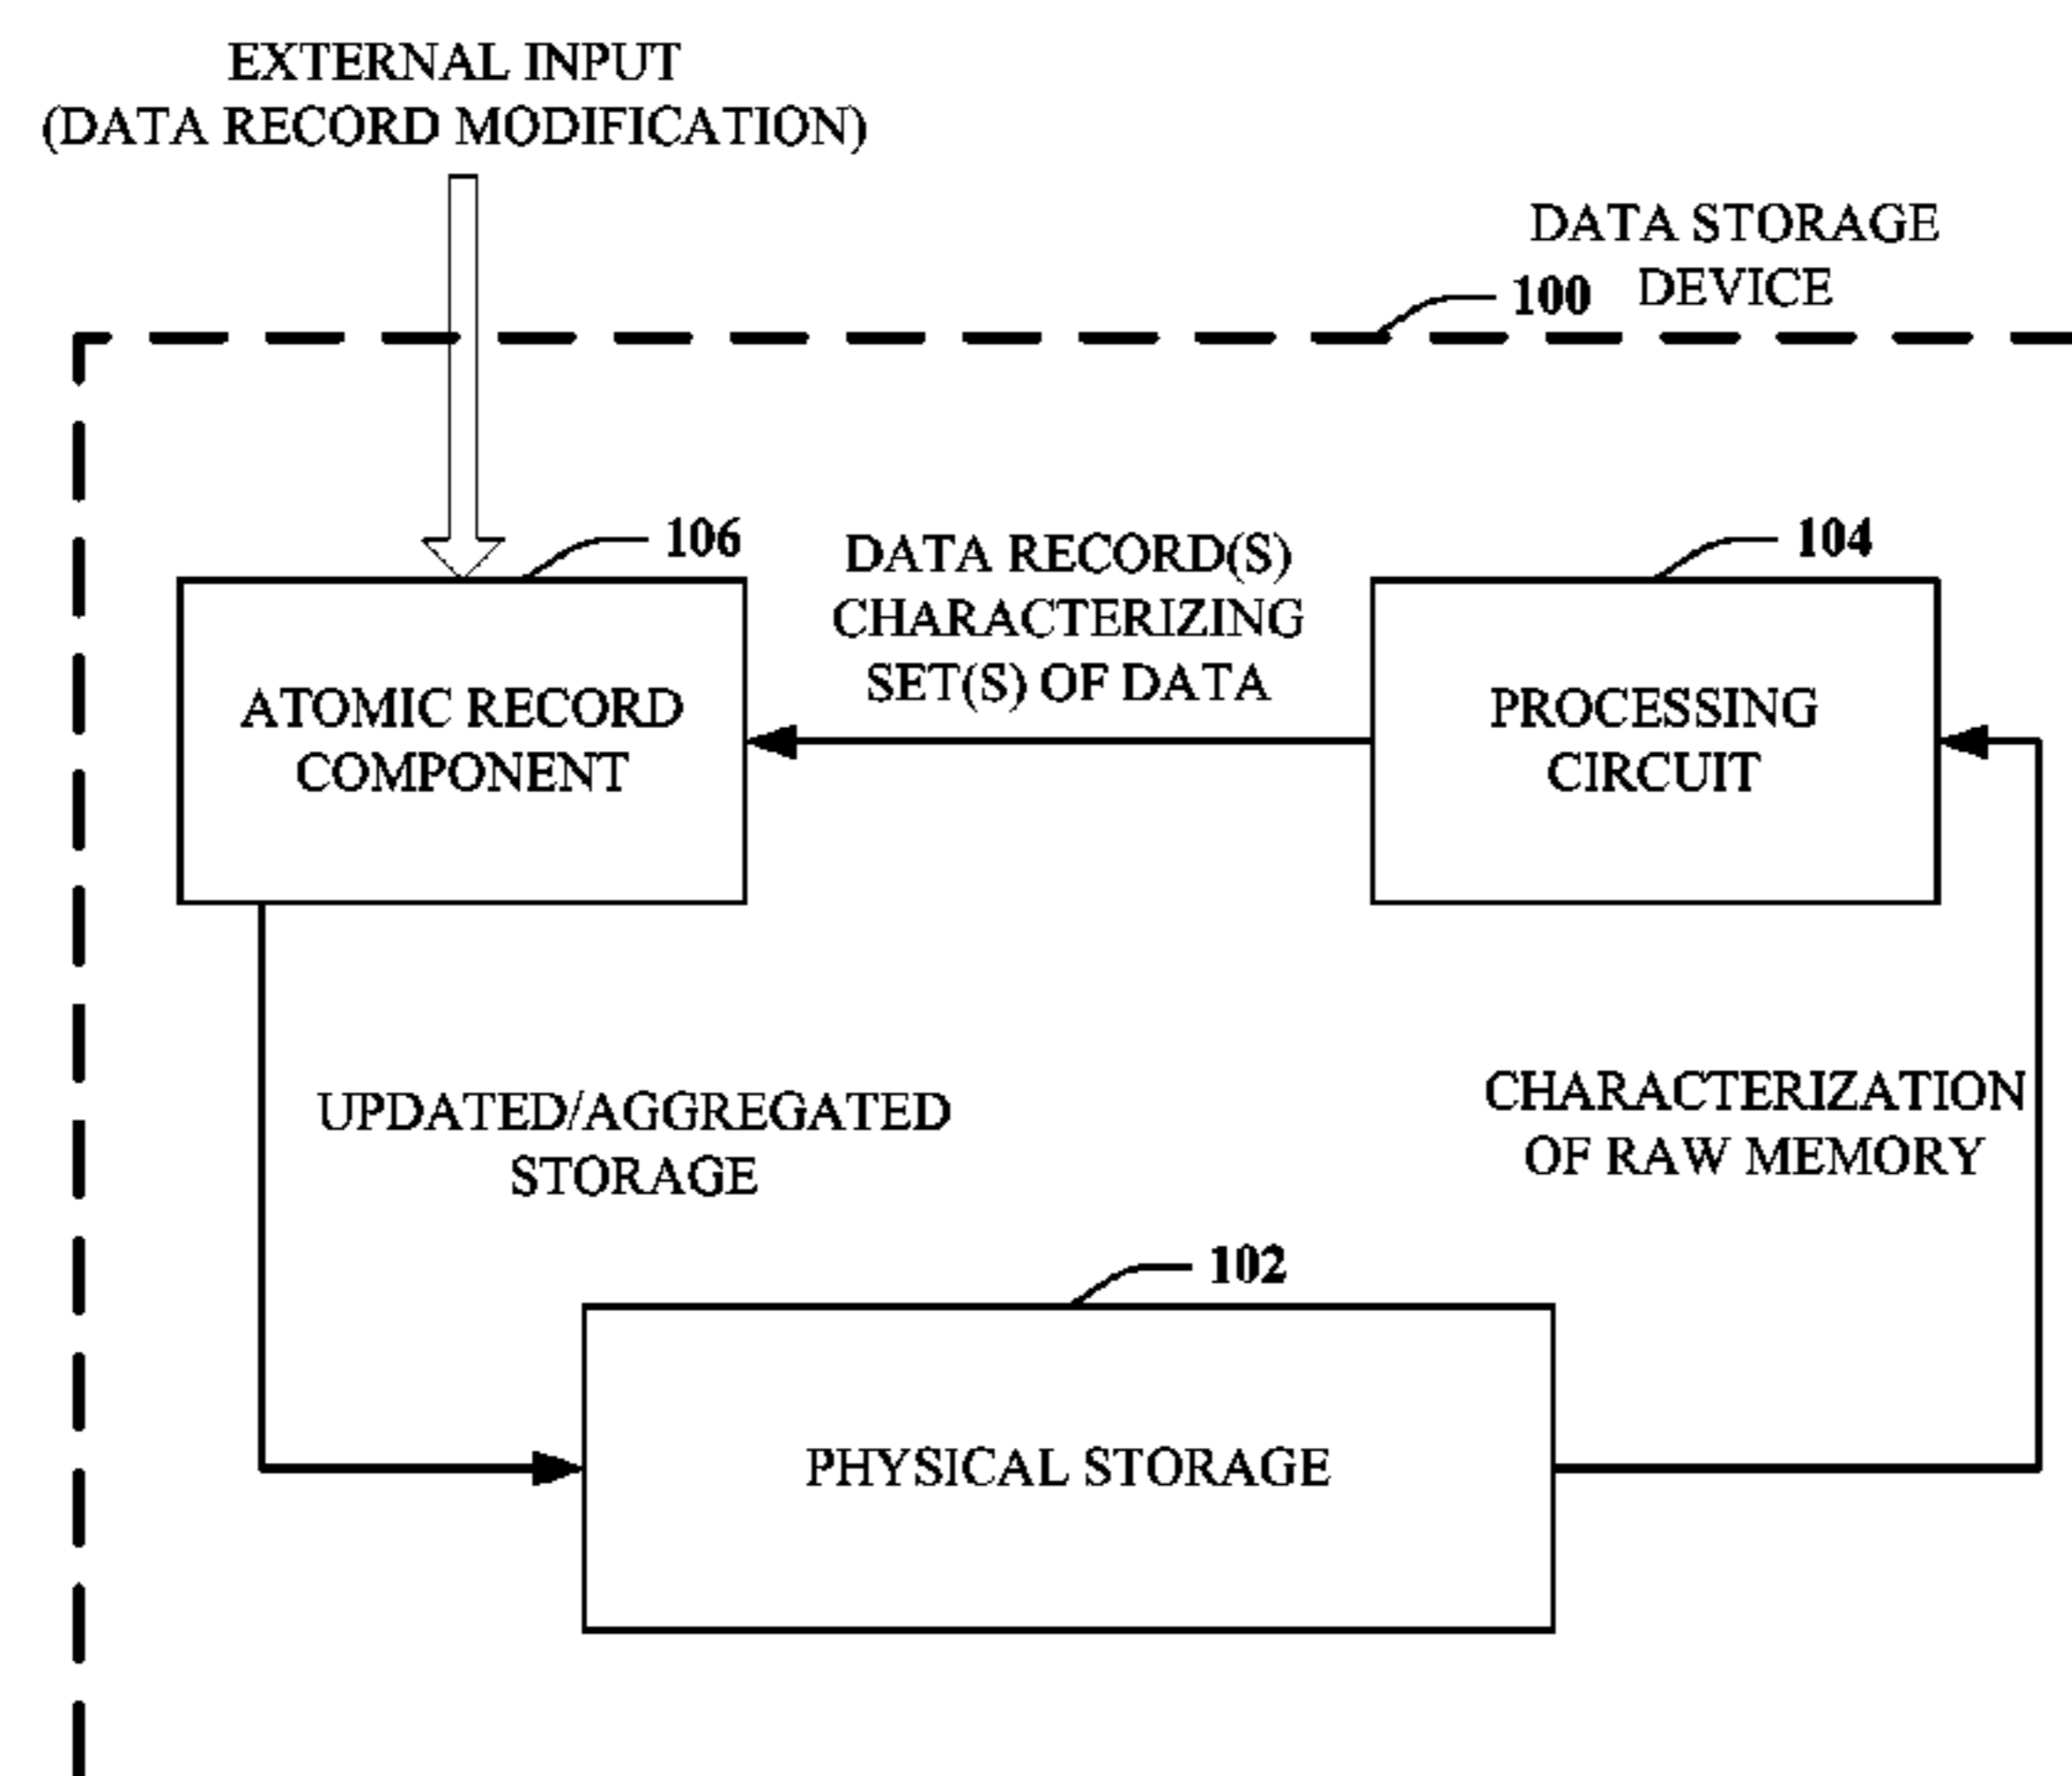 EXTERNAL INPUT
(DATA RECORD MODIFICATION)
DATA STORAGE
100 DEVICE
106
104
DATA RECORD(S)
CHARACTERIZING
SET(S) OF DATA
ATOMIC RECORD
COMPONENT
PROCESSING
CIRCUIT
UPDATED/AGGREGATED
STORAGE
CHARACTERIZATION
OF RAW MEMORY
102
PHYSICAL STORAGE